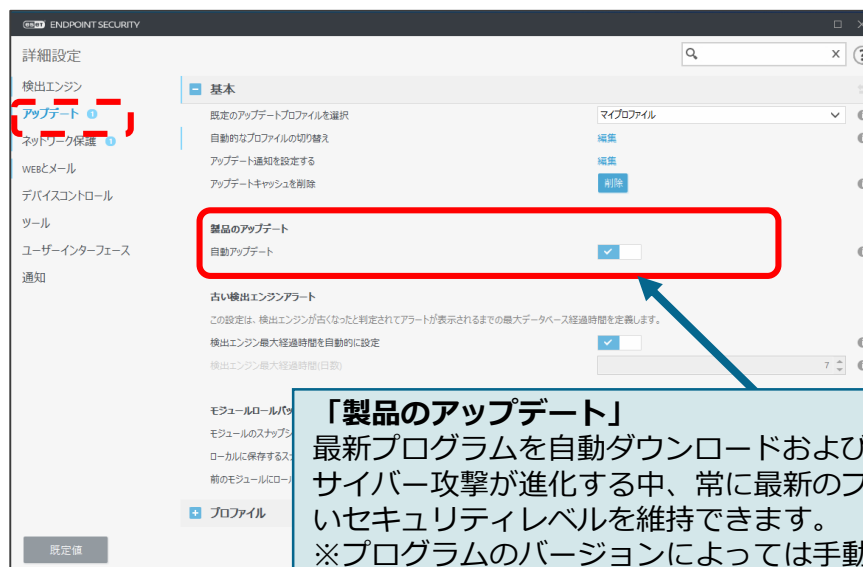 eseT ENDPOINT SECURITY
詳細設定
検出エンジン
アップデート 1
ネットワーク保護 1
WEBとメール
デバイスコントロール
ツール
ユーザーインターフェース
通知
基本
既定のアップデートプロファイルを選択 マイプロファイル
自動的なプロファイルの切り替え 編集
アップデート通知を設定する 編集
アップデートキャッシュを削除 削除
製品のアップデート
自動アップデート
古い検出エンジンアラート
この設定は、検出エンジンが古くなったと判定されてアラートが表示されるまでの最大データベース経過時間を定義します。
検出エンジン最大経過時間を自動的に設定
検出エンジン最大経過時間(日数) 7
モジュールロールバッ
モジュールのスナップシ
ローカルに保存するス
前のモジュールにロール
プロファイル
既定値
「製品のアップデート」
最新プログラムを自動ダウンロードおよび
サイバー攻撃が進化する中、常に最新のプ
いセキュリティレベルを維持できます。
※プログラムのバージョンによっては手動